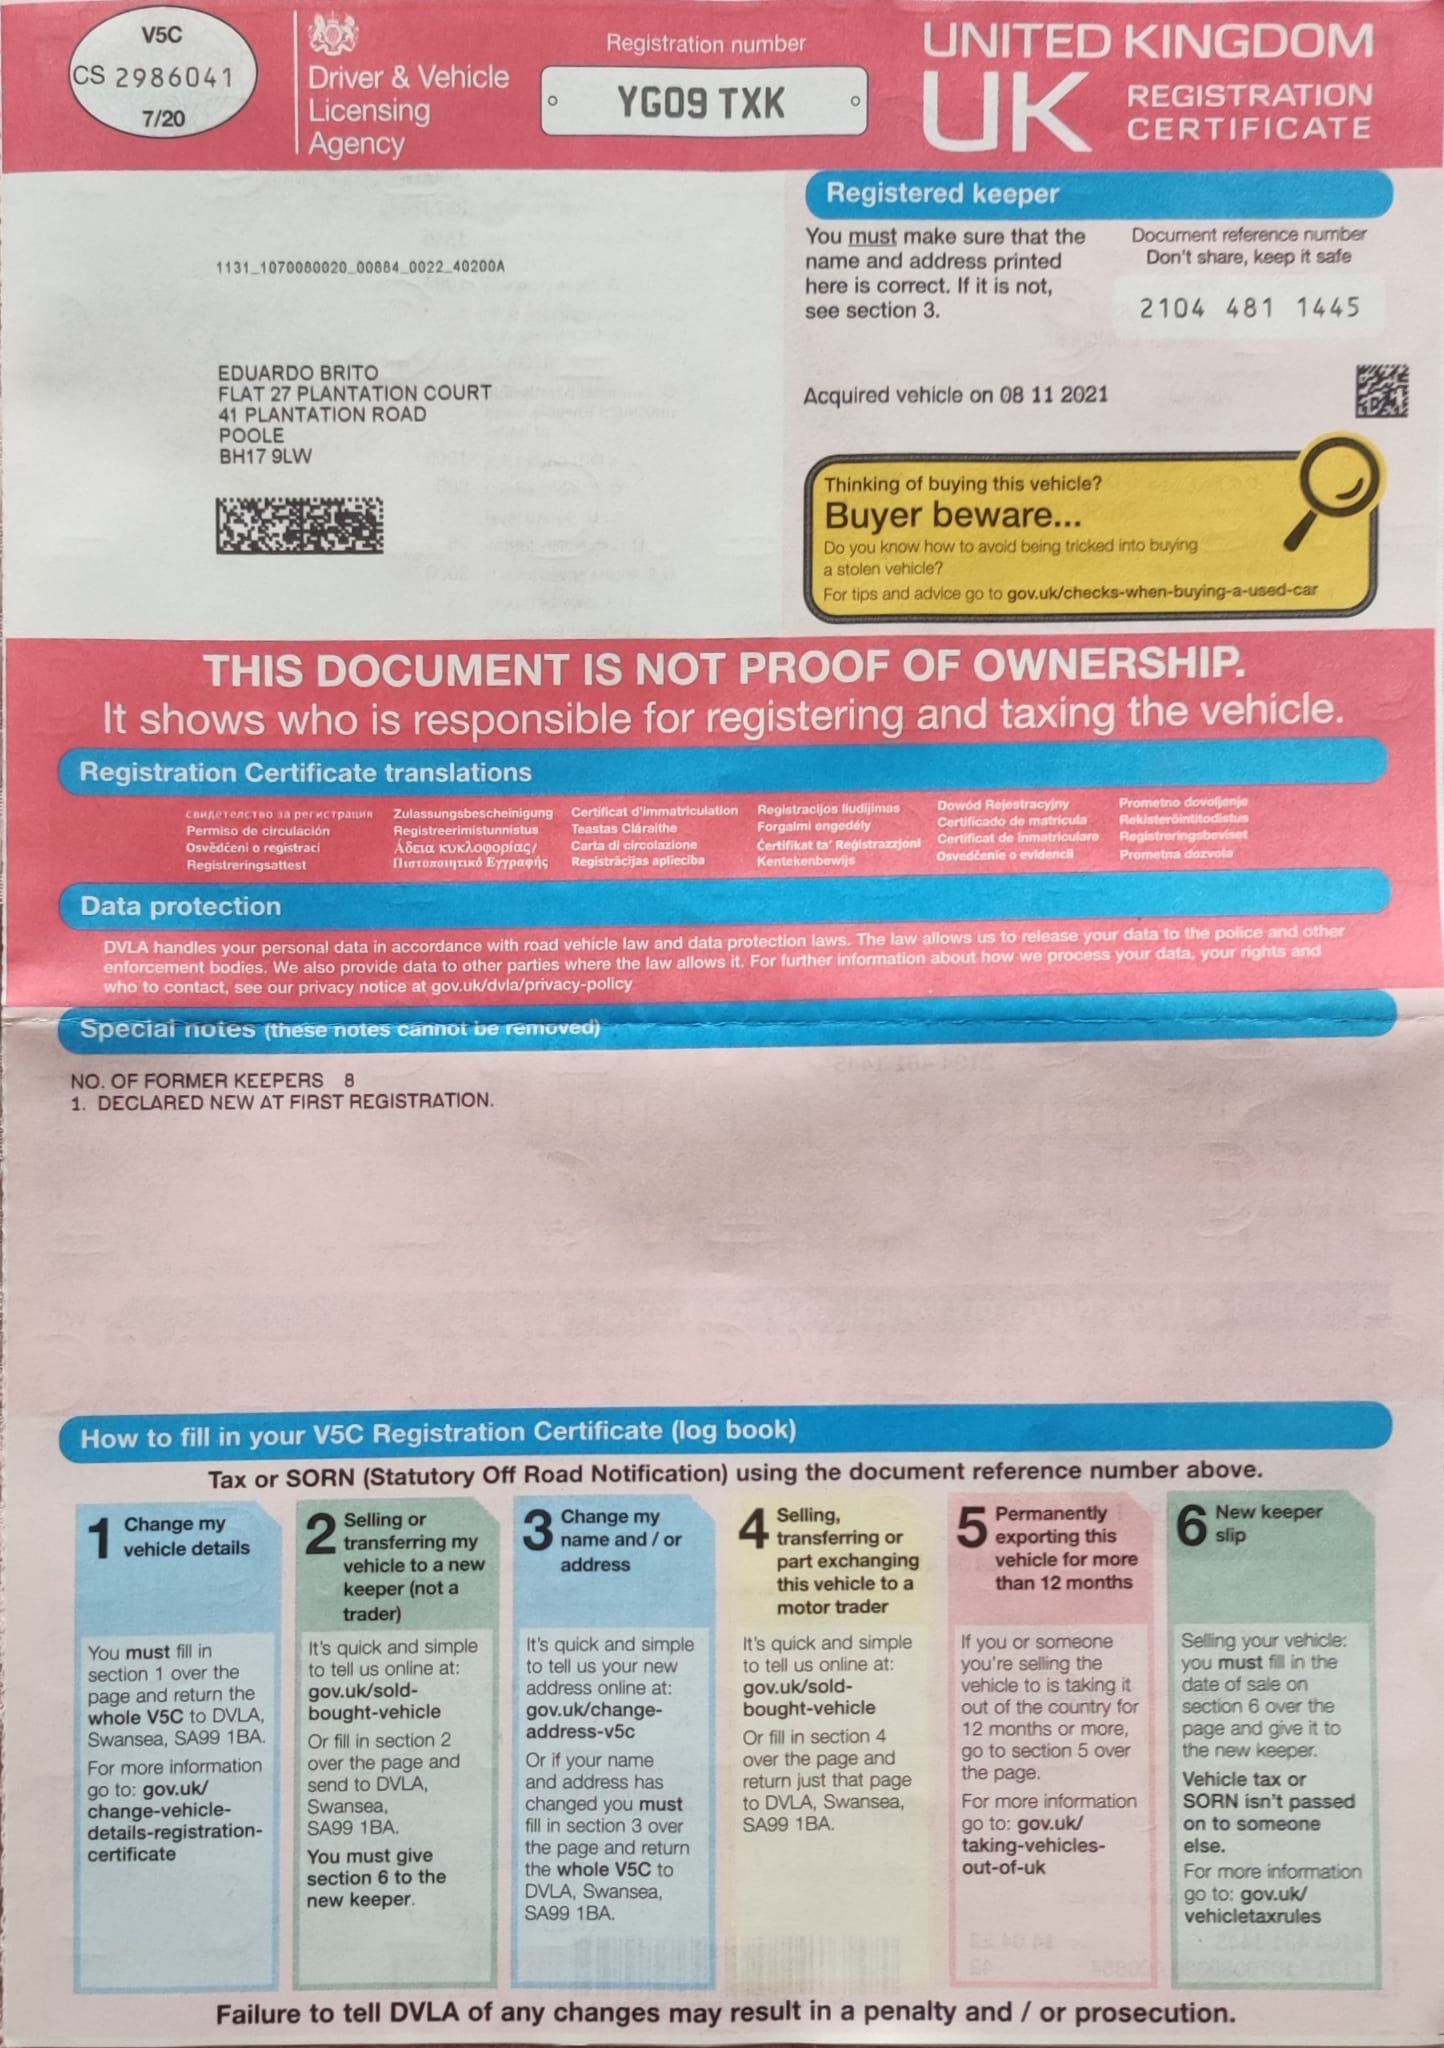 V5C
CS 2986041
7/20
Driver & Vehicle
Licensing
Agency
Registration number
YG09 TXK
UNITED KINGDOM
UK
REGISTRATION
CERTIFICATE
1131_1070080020_00884_0022_40200A
EDUARDO BRITO
FLAT 27 PLANTATION COURT
41 PLANTATION ROAD
POOLE
BH17 9LW
Registered keeper
You must make sure that the
name and address printed
here is correct. If it is not,
see section 3.
Document reference number
Don't share, keep it safe
2104 481 1445
Acquired vehicle on 08 11 2021
Thinking of buying this vehicle?
Buyer beware...
Do you know how to avoid being tricked into buying
a stolen vehicle?
For tips and advice go to gov.uk/checks-when-buying-a-used-car
THIS DOCUMENT IS NOT PROOF OF OWNERSHIP.
It shows who is responsible for registering and taxing the vehicle.
Registration Certificate translations
свидетелство за регистрация
Permiso de circulación
Osvědčení o registraci
Registreringsattest
Zulassungsbescheinigung
Registreerimistunnistus
Άδεια κυκλοφορίας/
Πιστοποιητικό Εγγραφής
Certificat d'immatriculation
Teastas Cláraithe
Carta di circolazione
Registrācijas apliecība
Registracijos liudijimas
Forgalmi engedély
Ċertifikat ta' Reġistrazzjoni
Kentekenbewijs
Dowód Rejestracyjny
Certificado de matrícula
Certificat de înmatriculare
Osvedčenie o evidencii
Prometno dovoljenje
Rekisteröintitodistus
Registreringsbeviset
Prometna dozvola
Data protection
DVLA handles your personal data in accordance with road vehicle law and data protection laws. The law allows us to release your data to the police and other
enforcement bodies. We also provide data to other parties where the law allows it. For further information about how we process your data, your rights and
who to contact, see our privacy notice at gov.uk/dvla/privacy-policy
Special notes (these notes cannot be removed)
NO. OF FORMER KEEPERS 8
1. DECLARED NEW AT FIRST REGISTRATION.
How to fill in your V5C Registration Certificate (log book)
Tax or SORN (Statutory Off Road Notification) using the document reference number above.
1 Change my
vehicle details
You must fill in
section 1 over the
page and return the
whole V5C to DVLA,
Swansea, SA99 1BA.
For more information
go to: gov.uk/
change-vehicle-
details-registration-
certificate
2 Selling or
transferring my
vehicle to a new
keeper (not a
trader)
It's quick and simple
to tell us online at:
gov.uk/sold-
bought-vehicle
Or fill in section 2
over the page and
send to DVLA,
Swansea,
SA99 1BA.
You must give
section 6 to the
new keeper.
3 Change my
name and / or
address
It's quick and simple
to tell us your new
address online at:
gov.uk/change-
address-v5c
Or if your name
and address has
changed you must
fill in section 3 over
the page and return
the whole V5C to
DVLA, Swansea,
SA99 1BA.
4 Selling,
transferring or
part exchanging
this vehicle to a
motor trader
It's quick and simple
to tell us online at:
gov.uk/sold-
bought-vehicle
Or fill in section 4
over the page and
return just that page
to DVLA, Swansea,
SA99 1BA.
5 Permanently
exporting this
vehicle for more
than 12 months
If you or someone
you're selling the
vehicle to is taking it
out of the country for
12 months or more,
go to section 5 over
the page.
For more information
go to: gov.uk/
taking-vehicles-
out-of-uk
6 New keeper
slip
Selling your vehicle:
you must fill in the
date of sale on
section 6 over the
page and give it to
the new keeper.
Vehicle tax or
SORN isn't passed
on to someone
else.
For more information
go to: gov.uk/
vehicletaxrules
Failure to tell DVLA of any changes may result in a penalty and / or prosecution.